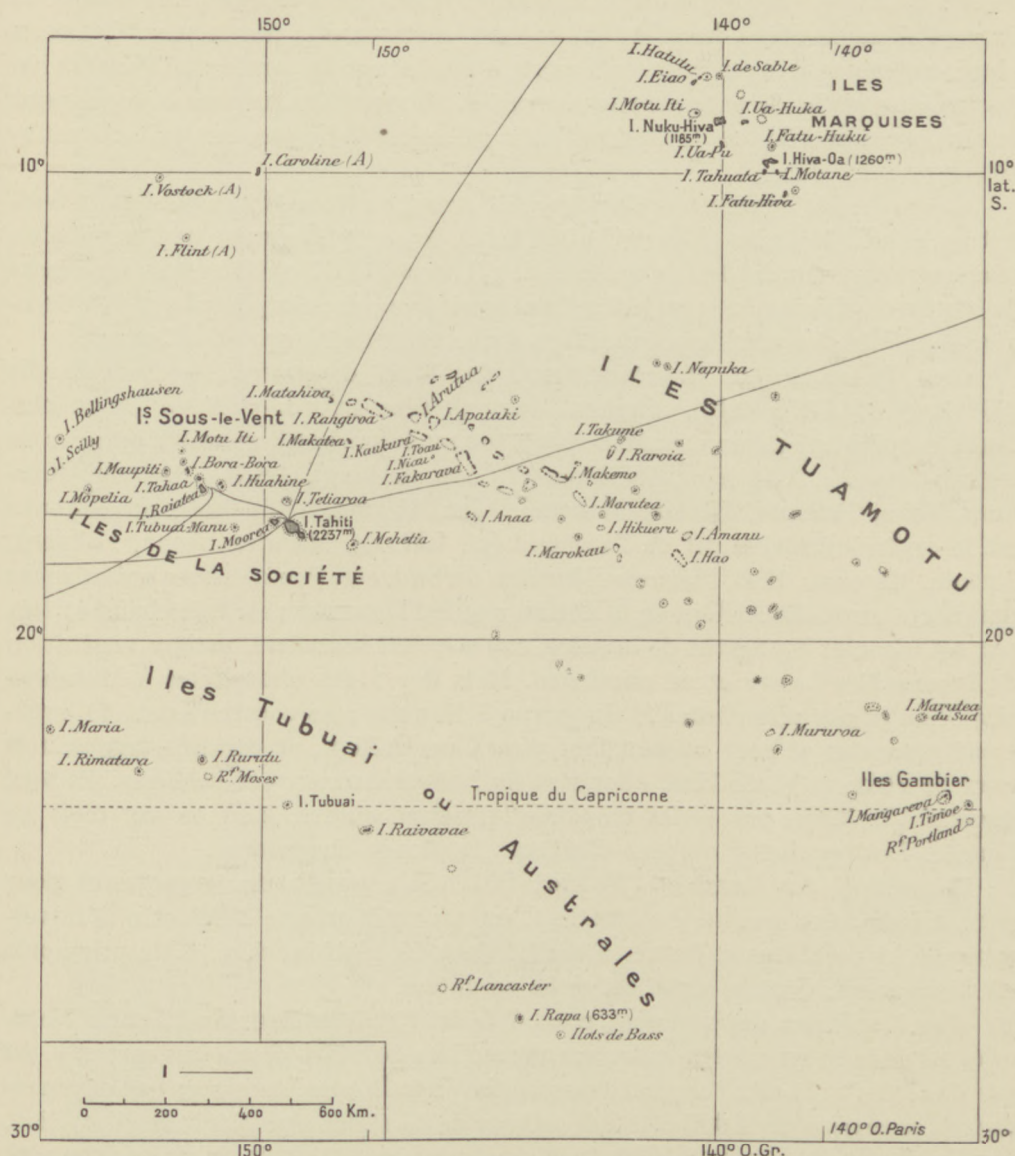 150°
150°
140°
140°
I. Hatutu
I. Eiao
I. de Sable
ILES
MARQUISES
I. Motu Iti
I. Ua-Huka
I. Nuku-Hiva
(1185m)
I. Fatu-Huku
I. Ua-Pu
I. Hiva-Oa (1260m)
I. Tahuata
I. Motane
I. Fatu-Hiva
10°
10°
lat.
S.
I. Caroline (A)
I. Vostock (A)
I. Flint (A)
ILES TUAMOTU
I. Napuka
I. Matahiva
I. Rangiroa
I. Arutua
I. Apataki
I. Makatea
I. Kaukura
I. Toau
I. Niau
I. Fakarava
I. Takume
I. Raroia
I. Makemo
I. Marutea
I. Anaa
I. Hikueru
I. Amanu
I. Marokau
I. Hao
I. Bellingshausen
Is Sous-le-Vent
I. Scilly
I. Motu Iti
I. Maupiti
I. Bora-Bora
I. Tahaa
I. Huahine
I. Mopelia
I. Raiatea
I. Tetiaroa
I. Tubuai-Manu
I. Moorea
I. Tahiti
(2237m)
I. Mehetia
ILES DE LA SOCIÉTÉ
20°
20°
Iles Tubuai ou Australes
I. Maria
I. Rimatara
I. Rurutu
Rf. Moses
I. Tubuai
Tropique du Capricorne
I. Raivavae
I. Mururoa
I. Marutea
du Sud
Iles Gambier
I. Mangareva
I. Timoe
Rf. Portland
Rf. Lancaster
I. Rapa (633m)
Ilots de Bass
I
0 200 400 600 Km.
30°
30°
150°
140° O. Gr.
140° O. Paris